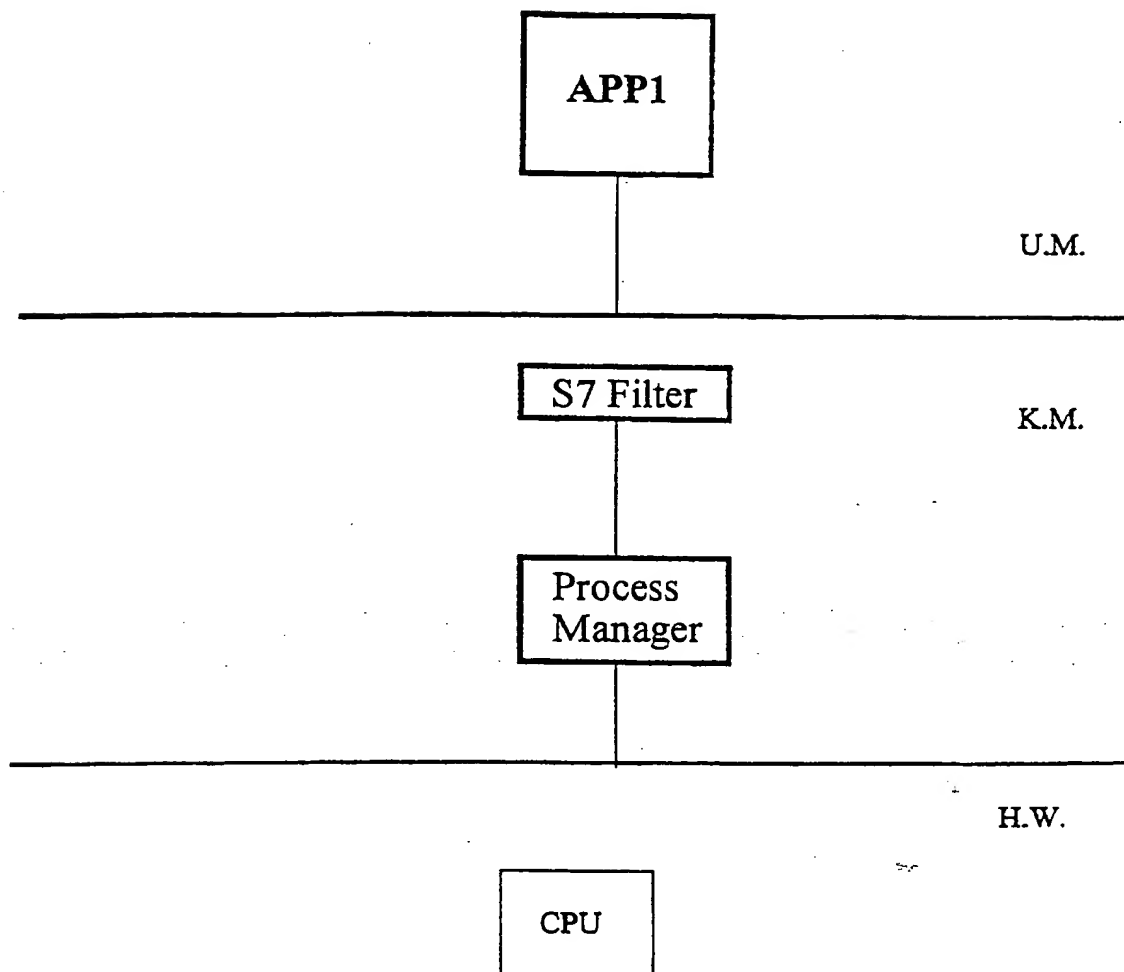 APP1
U.M.
S7 Filter
K.M.
Process
Manager
H.W.
CPU